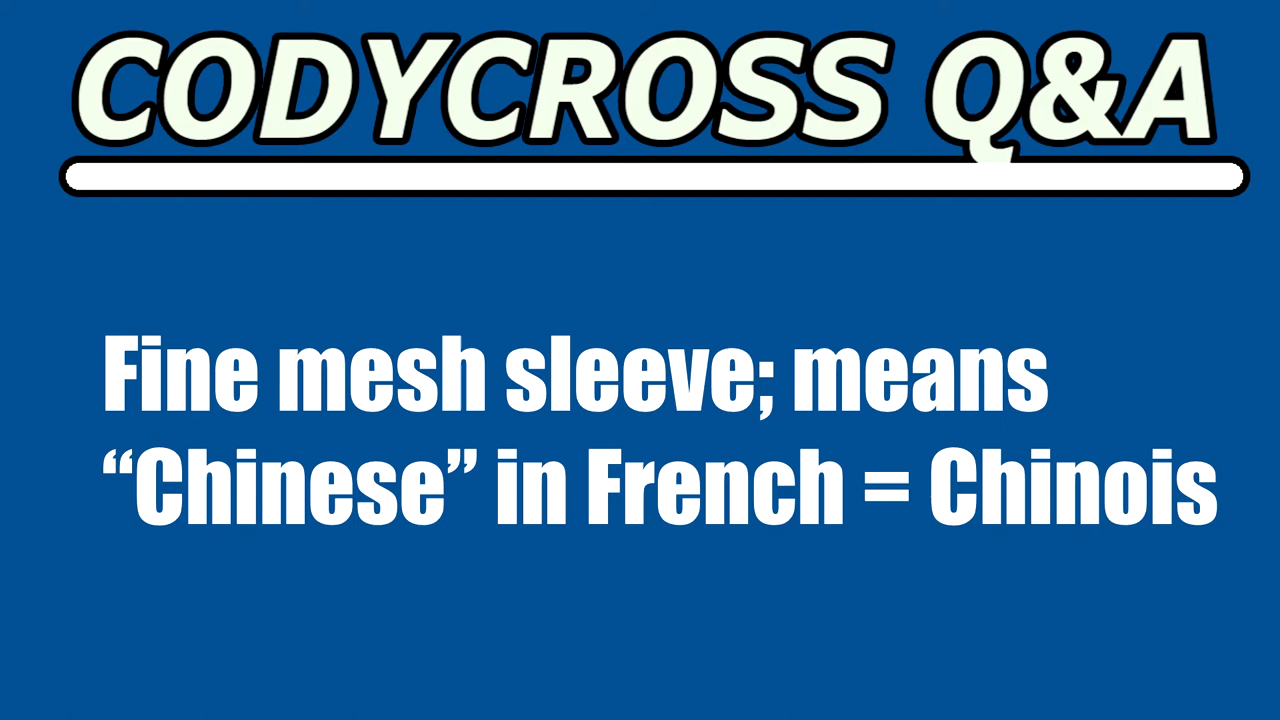 CODYCROSS Q&A
Fine mesh sleeve; means
“Chinese” in French = Chinois